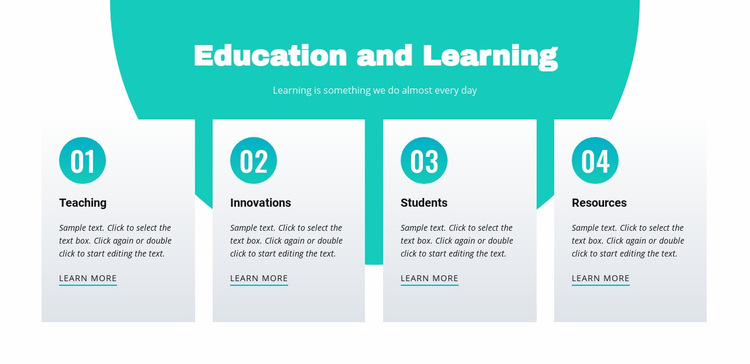 Education and Learning
Learning is something we do almost every day
01
Teaching
Sample text. Click to select the
text box. Click again or double
click to start editing the text.
LEARN MORE
02
Innovations
Sample text. Click to select the
text box. Click again or double
click to start editing the text.
LEARN MORE
03
Students
Sample text. Click to select the
text box. Click again or double
click to start editing the text.
LEARN MORE
04
Resources
Sample text. Click to select the
text box. Click again or double
click to start editing the text.
LEARN MORE